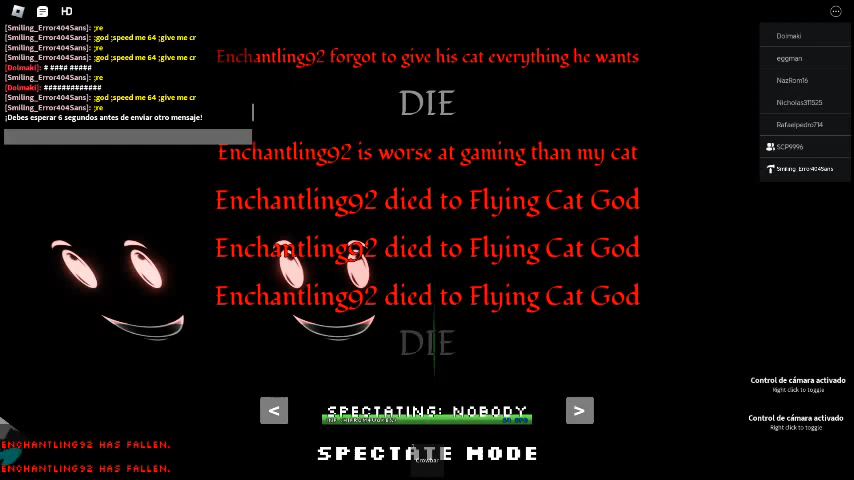 HD
[Smiling_Error404Sans]: ;re
[Smiling_Error404Sans]: ;god ;speed me 64 ;give me cr
[Smiling_Error404Sans]: ;re
[Smiling_Error404Sans]: ;god ;speed me 64 ;give me cr
[Dolmaki]: # #### #####
[Smiling_Error404Sans]: ;re
[Dolmaki]: #############
[Smiling_Error404Sans]: ;god ;speed me 64 ;give me cr
[Smiling_Error404Sans]: ;re
¡Debes esperar 6 segundos antes de enviar otro mensaje!
Enchantling92 forgot to give his cat everything he wants
DIE
Enchantling92 is worse at gaming than my cat
Enchantling92 died to Flying Cat God
Enchantling92 died to Flying Cat God
Enchantling92 died to Flying Cat God
DIE
Dolmaki
eggman
NazRom16
Nicholas311525
Rafaelpedro714
SCP9996
Smiling_Error404Sans
Control de cámara activado
Right click to toggle
Control de cámara activado
Right click to toggle
<
SPECTATING: NOBODY
>
SPECTATE MODE
Crowbar
ENCHANTLING92 HAS FALLEN.
ENCHANTLING92 HAS FALLEN.